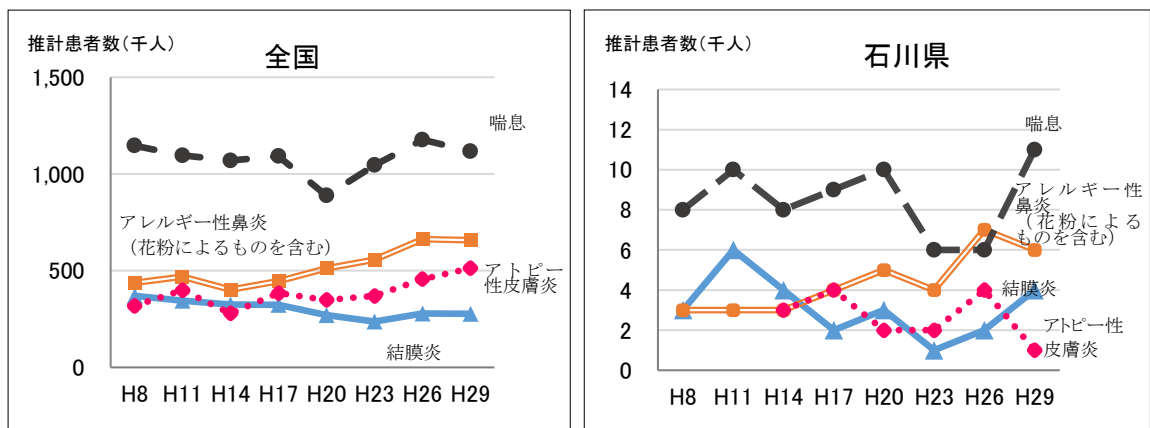 推計患者数(千人)
全国
1,500
1,000
500
0
喘息
アレルギー性鼻炎
(花粉によるものを含む)
アトピー
性皮膚炎
結膜炎
H8 H11 H14 H17 H20 H23 H26 H29
推計患者数(千人)
石川県
14
12
10
8
6
4
2
0
喘息
アレルギー性
鼻炎
(花粉による
ものを含む)
結膜炎
アトピー性
皮膚炎
H8 H11 H14 H17 H20 H23 H26 H29